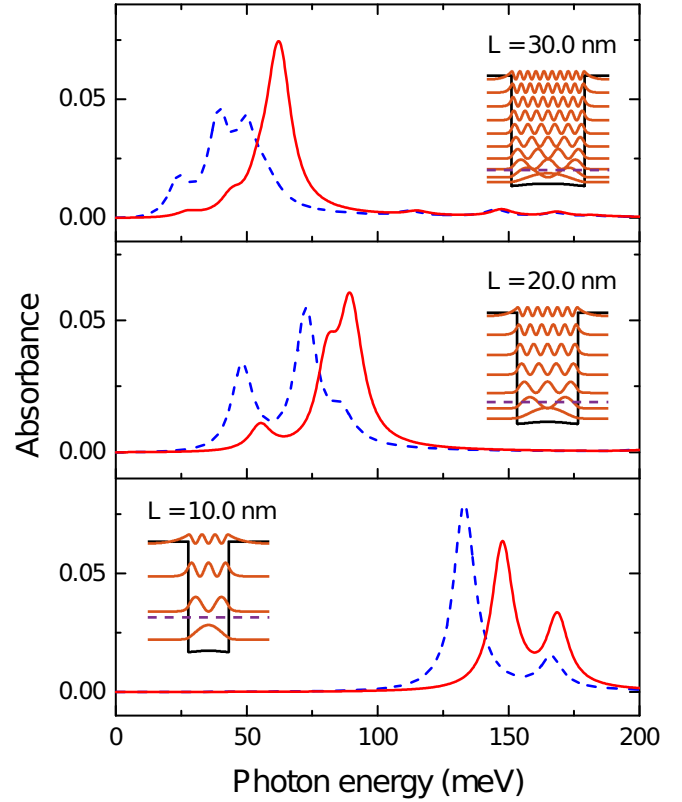 L = 30.0 nm
0.05
0.00
L = 20.0 nm
0.05
0.00
Absorbance
L = 10.0 nm
0.05
0.00
0 50 100 150 200
Photon energy (meV)